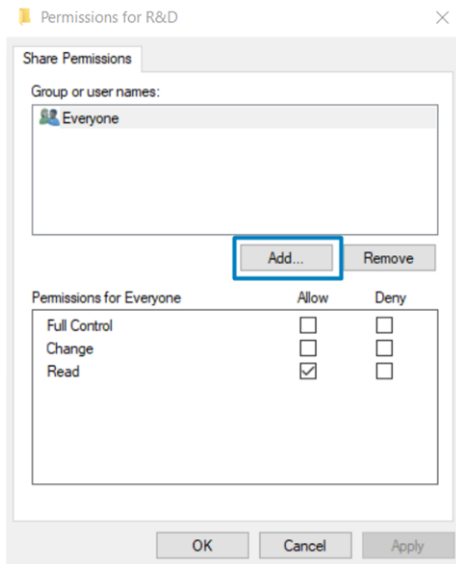 Permissions for R&D
Share Permissions
Group or user names:
Everyone
Add... Remove
Permissions for Everyone Allow Deny
Full Control
Change
Read
OK Cancel Apply